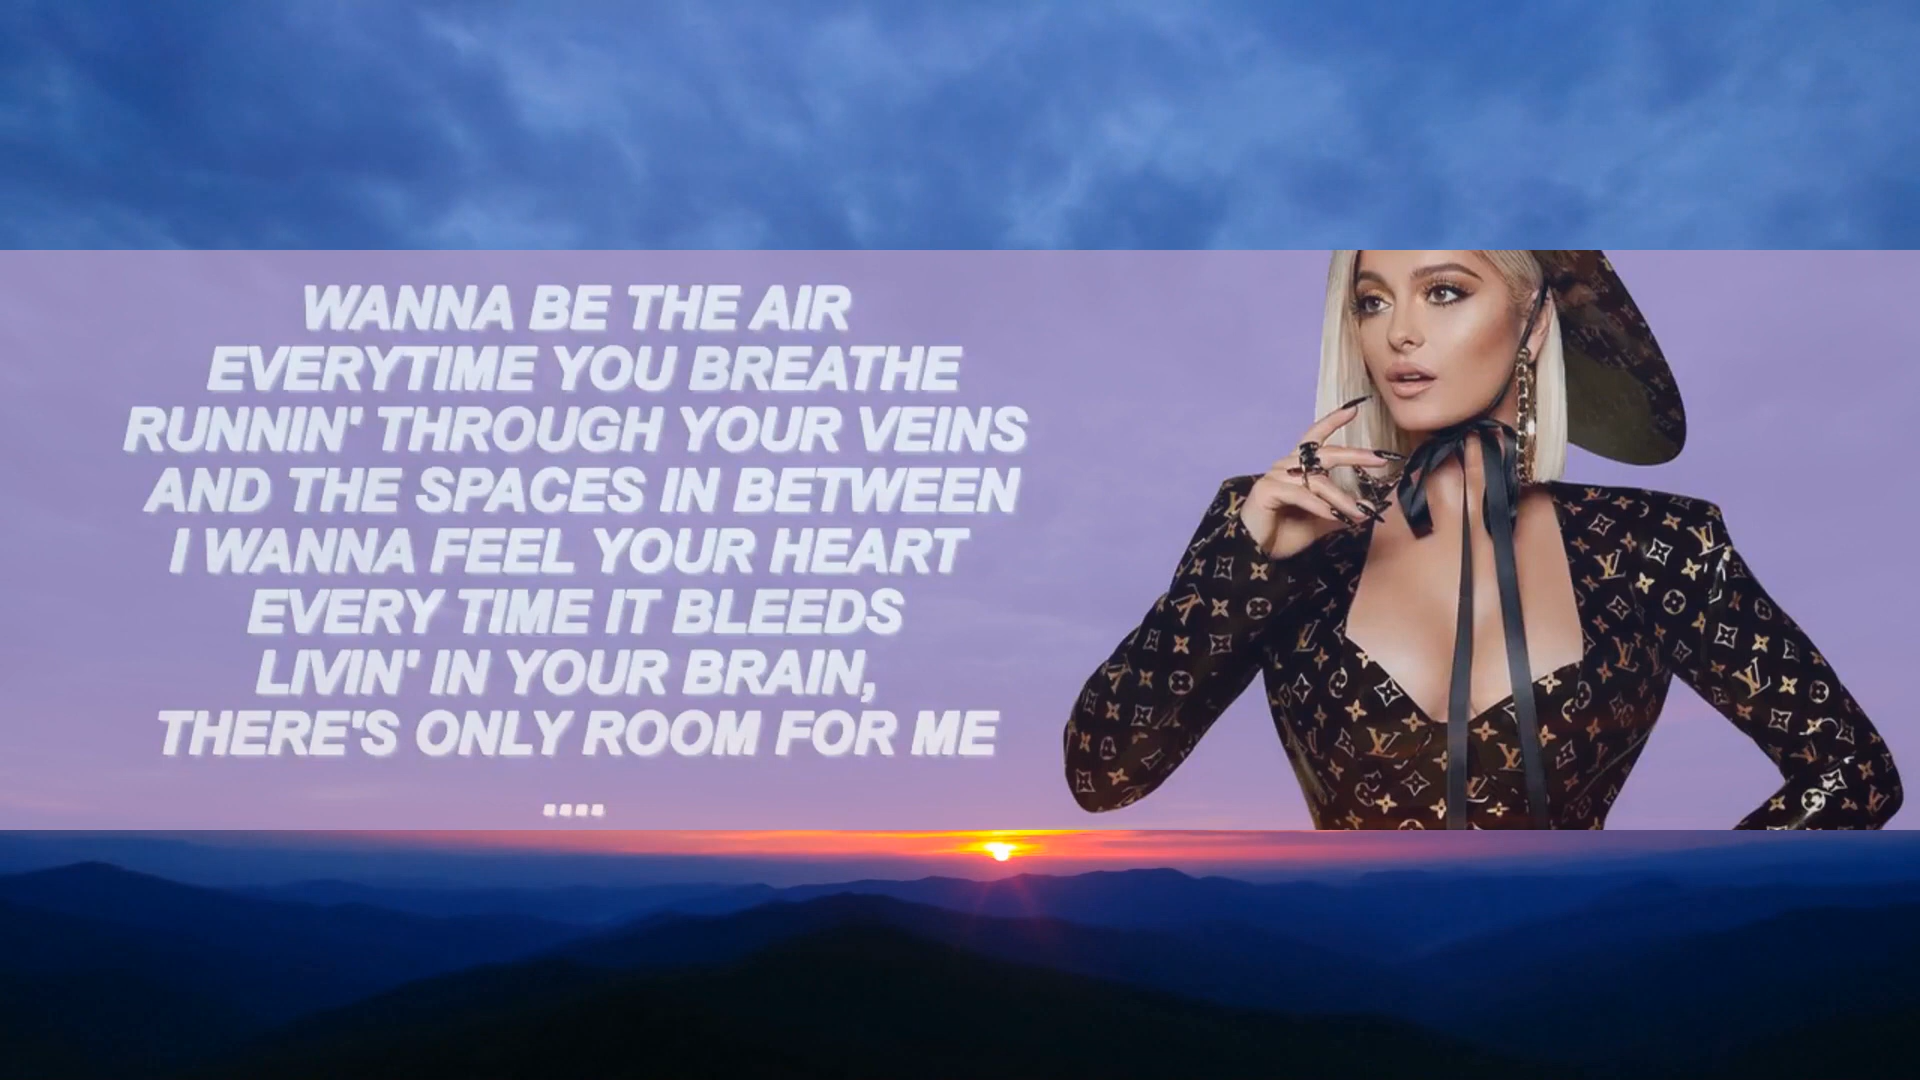 WANNA BE THE AIR
EVERYTIME YOU BREATHE
RUNNIN' THROUGH YOUR VEINS
AND THE SPACES IN BETWEEN
I WANNA FEEL YOUR HEART
EVERY TIME IT BLEEDS
LIVIN' IN YOUR BRAIN,
THERE'S ONLY ROOM FOR ME
....